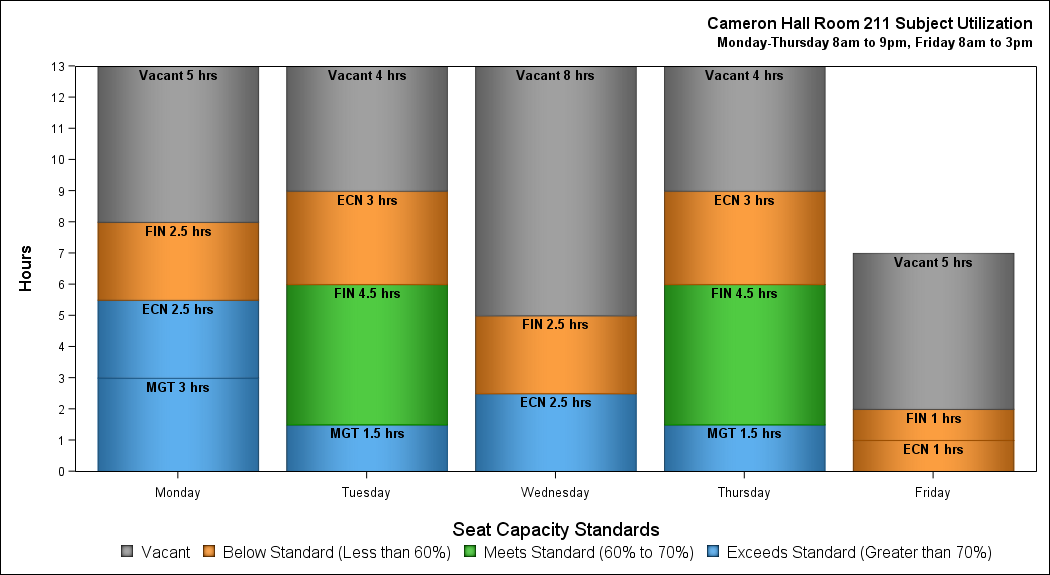 Cameron Hall Room 211 Subject Utilization
Monday-Thursday 8am to 9pm, Friday 8am to 3pm
Hours
13
12
11
10
9
8
7
6
5
4
3
2
1
0
Vacant 5 hrs
FIN 2.5 hrs
ECN 2.5 hrs
MGT 3 hrs
Vacant 4 hrs
ECN 3 hrs
FIN 4.5 hrs
MGT 1.5 hrs
Vacant 8 hrs
FIN 2.5 hrs
ECN 2.5 hrs
Vacant 4 hrs
ECN 3 hrs
FIN 4.5 hrs
MGT 1.5 hrs
Vacant 5 hrs
FIN 1 hrs
ECN 1 hrs
Monday Tuesday Wednesday Thursday Friday
Seat Capacity Standards
Vacant Below Standard (Less than 60%) Meets Standard (60% to 70%) Exceeds Standard (Greater than 70%)